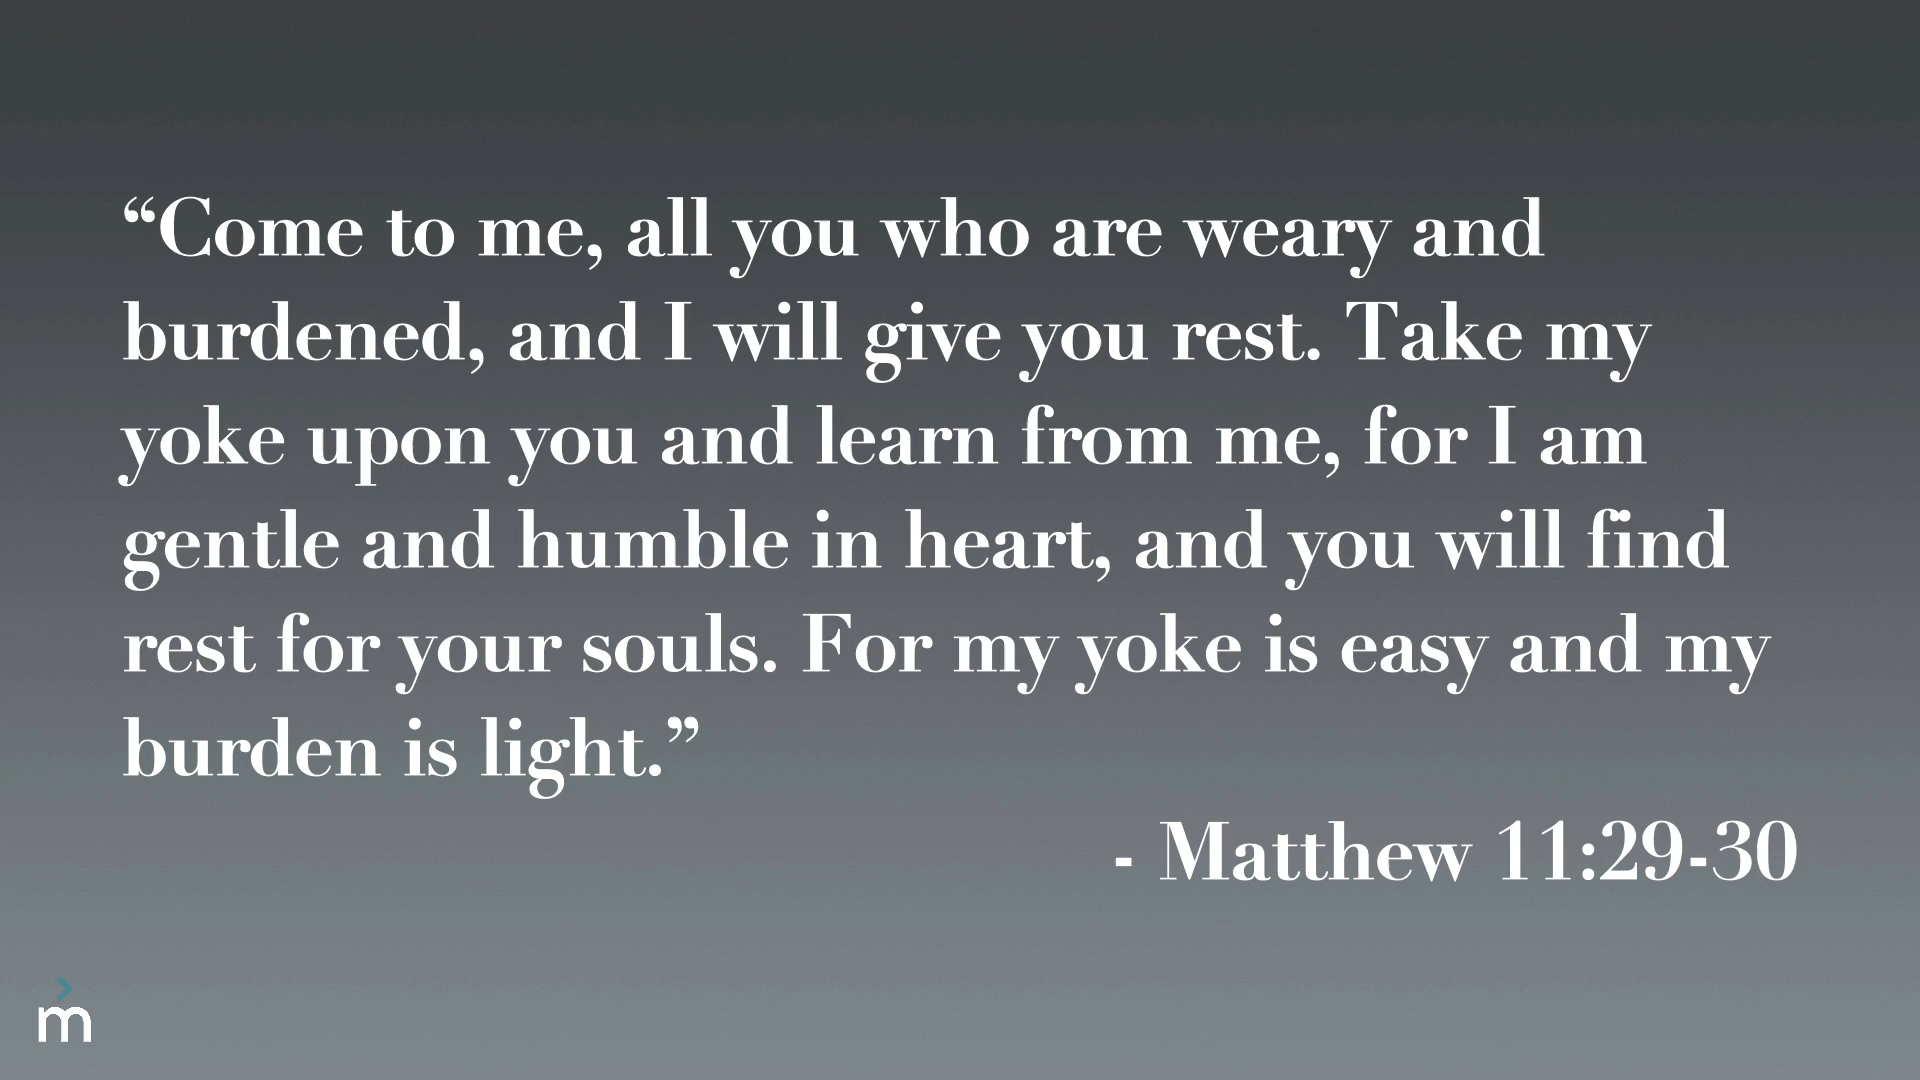 “Come to me, all you who are weary and
burdened, and I will give you rest. Take my
yoke upon you and learn from me, for I am
gentle and humble in heart, and you will find
rest for your souls. For my yoke is easy and my
burden is light.”
- Matthew 11:29-30
m